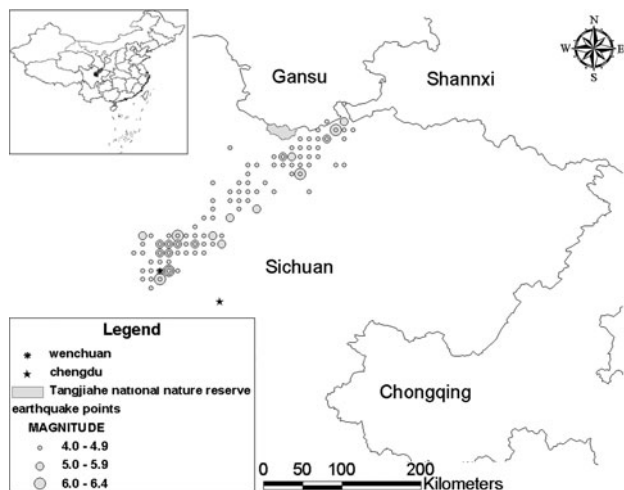 N
W E
S
Gansu
Shannxi
Sichuan
Chongqing
Legend
wenchuan
chengdu
Tangjiahe national nature reserve
earthquake points
MAGNITUDE
4.0 - 4.9
5.0 - 5.9
6.0 - 6.4
0 50 100 200
Kilometers